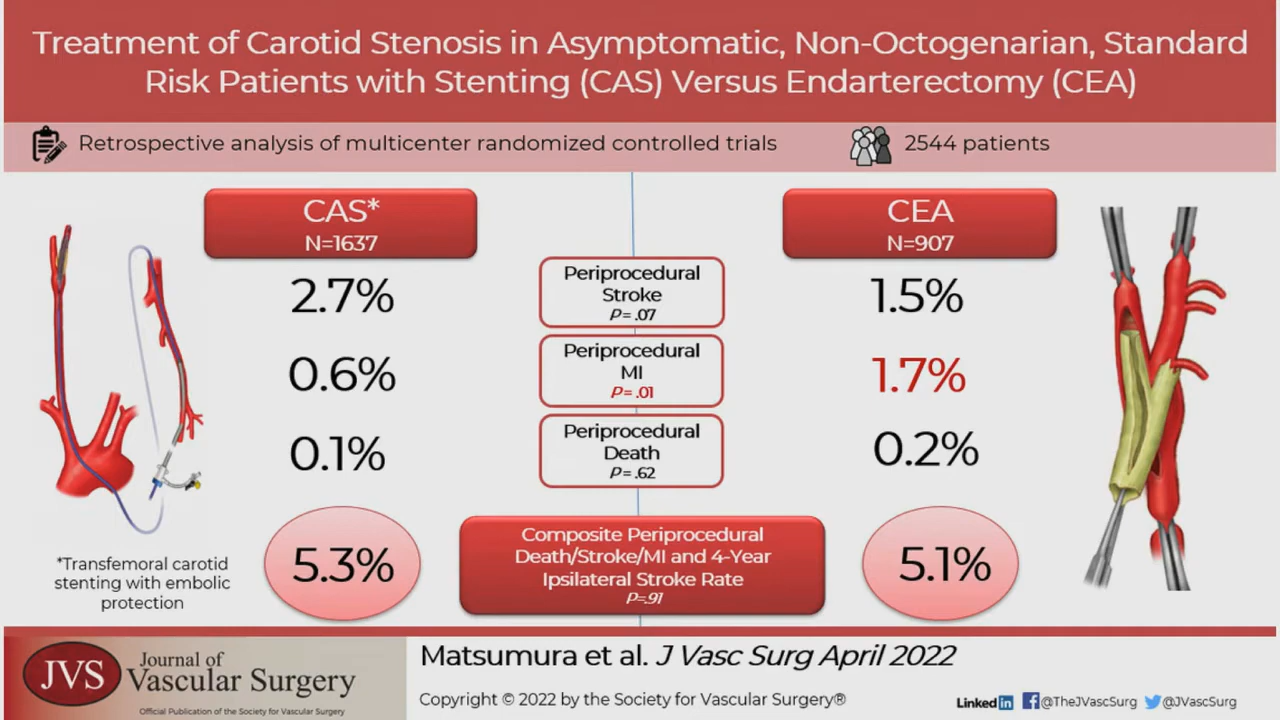 Treatment of Carotid Stenosis in Asymptomatic, Non-Octogenarian, Standard
Risk Patients with Stenting (CAS) Versus Endarterectomy (CEA)
Retrospective analysis of multicenter randomized controlled trials
2544 patients
CAS*
N=1637
CEA
N=907
2.7%
Periprocedural
Stroke
P= .07
1.5%
0.6%
Periprocedural
MI
P= .01
1.7%
0.1%
Periprocedural
Death
P= .62
0.2%
*Transfemoral carotid
stenting with embolic
protection
5.3%
Composite Periprocedural
Death/Stroke/MI and 4-Year
Ipsilateral Stroke Rate
P=.91
5.1%
JVS
Journal of
Vascular Surgery
Official Publication of the Society for Vascular Surgery
Matsumura et al. J Vasc Surg April 2022
Copyright © 2022 by the Society for Vascular Surgery®
Linked in @TheJVascSurg @JVascSurg